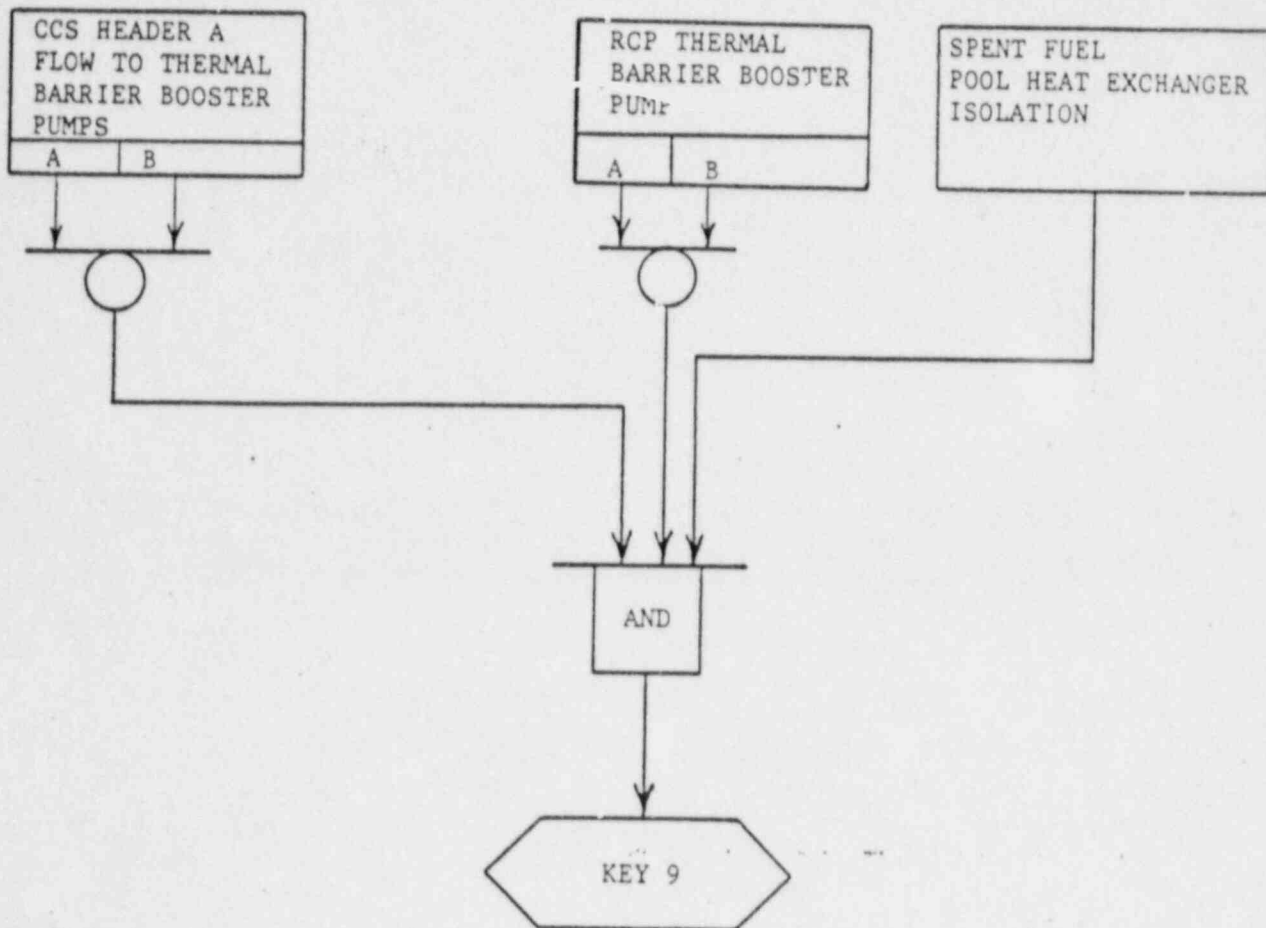 CCS HEADER A
FLOW TO THERMAL
BARRIER BOOSTER
PUMPS
A B
RCP THERMAL
BARRIER BOOSTER
PUMr
A B
SPENT FUEL
POOL HEAT EXCHANGER
ISOLATION
AND
KEY 9